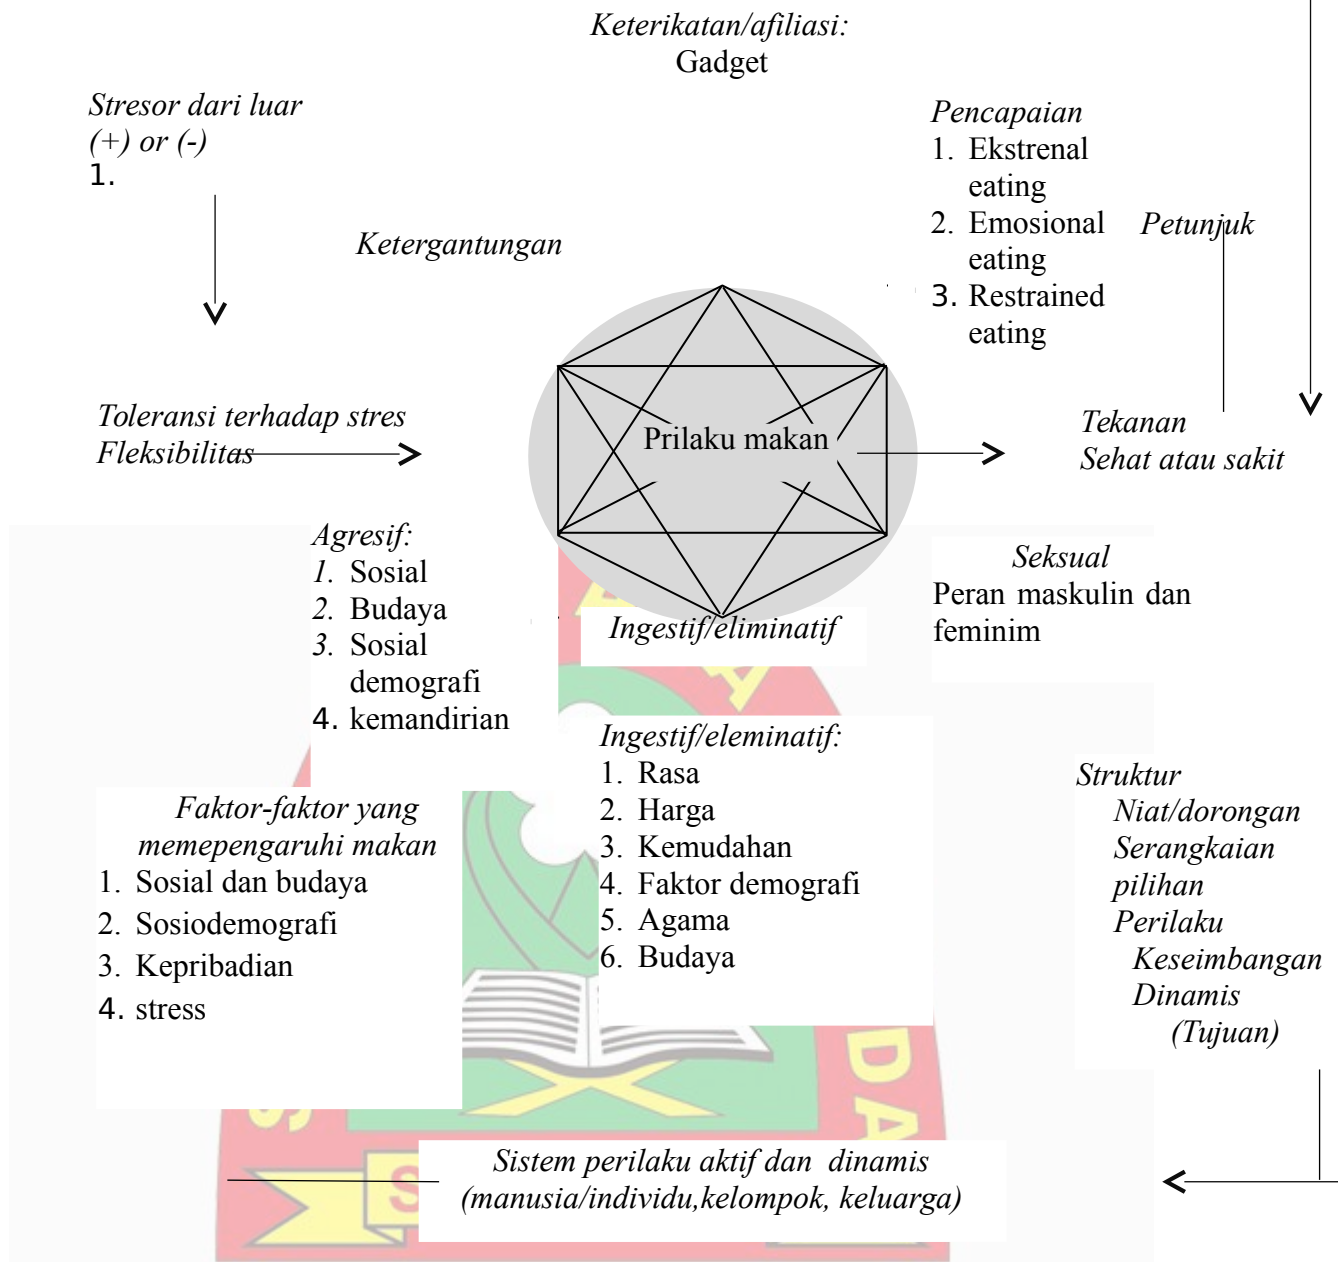 Keterikatan/afiliasi:
Gadget
Stresor dari luar
(+) or (-)
1.
Pencapaian
1. Ekstrenal
eating
2. Emosional
eating
3. Restrained
eating
Petunjuk
Ketergantungan
Prilaku makan
Toleransi terhadap stres
Fleksibilitas
Tekanan
Sehat atau sakit
Agresif:
1. Sosial
2. Budaya
3. Sosial
demografi
4. kemandirian
Ingestif/eliminatif
Seksual
Peran maskulin dan
feminim
Ingestif/eleminatif:
1. Rasa
2. Harga
3. Kemudahan
4. Faktor demografi
5. Agama
6. Budaya
Faktor-faktor yang
memepengaruhi makan
1. Sosial dan budaya
2. Sosiodemografi
3. Kepribadian
4. stress
Struktur
Niat/dorongan
Serangkaian
pilihan
Perilaku
Keseimbangan
Dinamis
(Tujuan)
Sistem perilaku aktif dan dinamis
(manusia/individu,kelompok, keluarga)